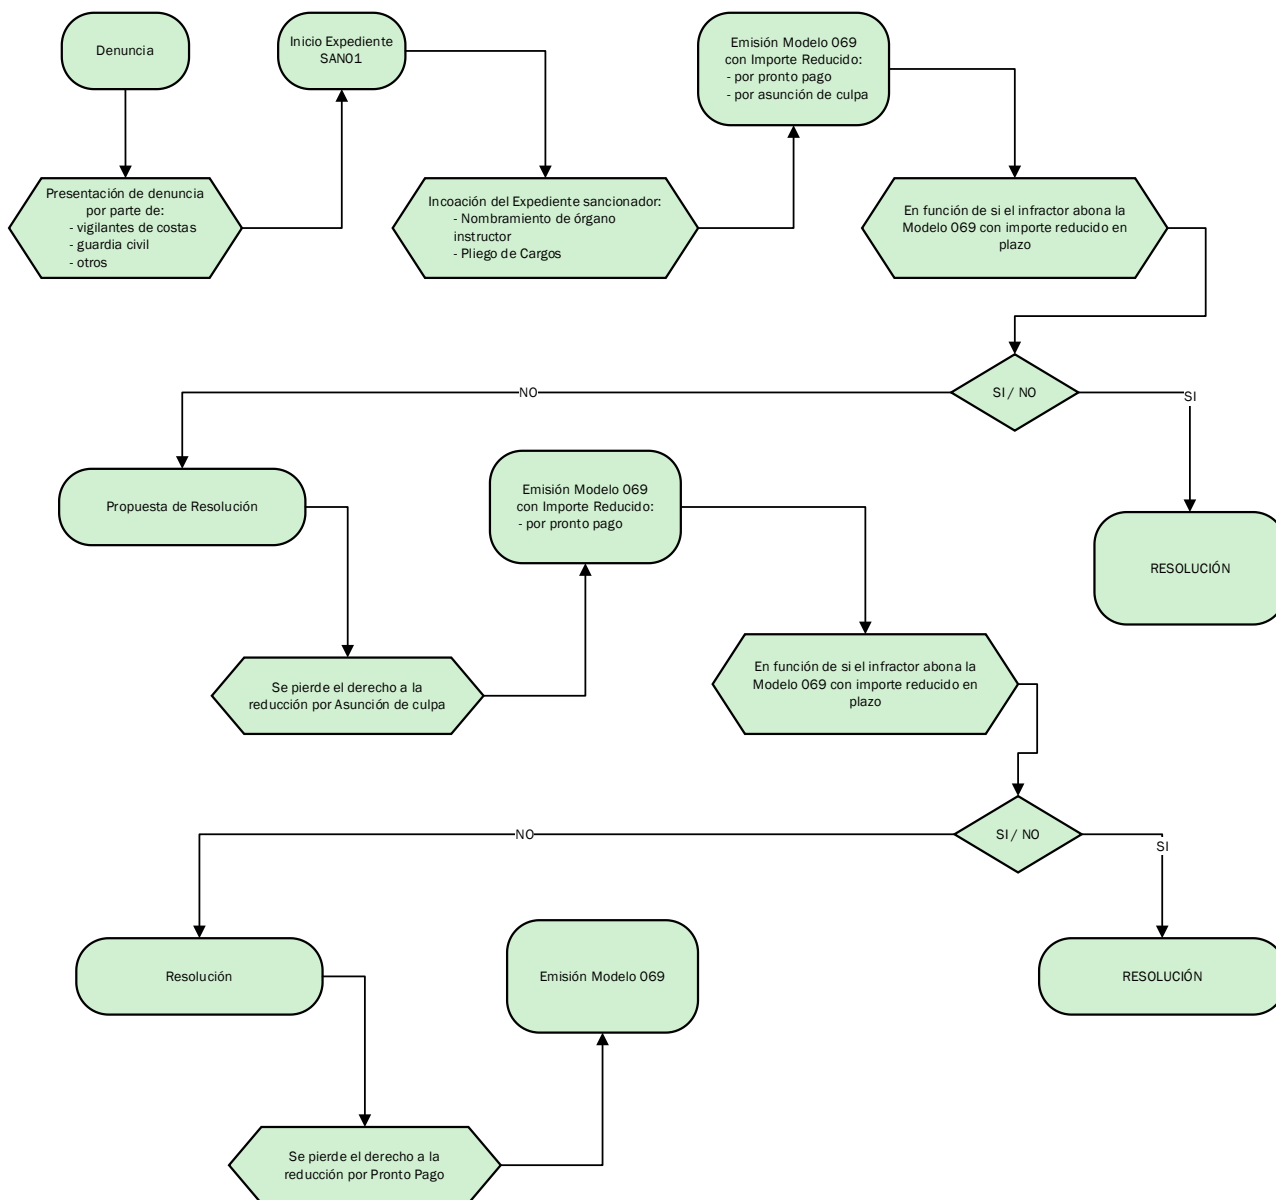 Denuncia
Inicio Expediente
SAN01
Emisión Modelo 069
con Importe Reducido:
- por pronto pago
- por asunción de culpa
Presentación de denuncia
por parte de:
- vigilantes de costas
- guardia civil
- otros
Incoación del Expediente sancionador:
- Nombramiento de órgano
instructor
- Pliego de Cargos
En función de si el infractor abona la
Modelo 069 con importe reducido en
plazo
SI / NO
NO
SI
Propuesta de Resolución
Emisión Modelo 069
con Importe Reducido:
- por pronto pago
RESOLUCIÓN
Se pierde el derecho a la
reducción por Asunción de culpa
En función de si el infractor abona la
Modelo 069 con importe reducido en
plazo
SI / NO
NO
SI
Resolución
Emisión Modelo 069
RESOLUCIÓN
Se pierde el derecho a la
reducción por Pronto Pago